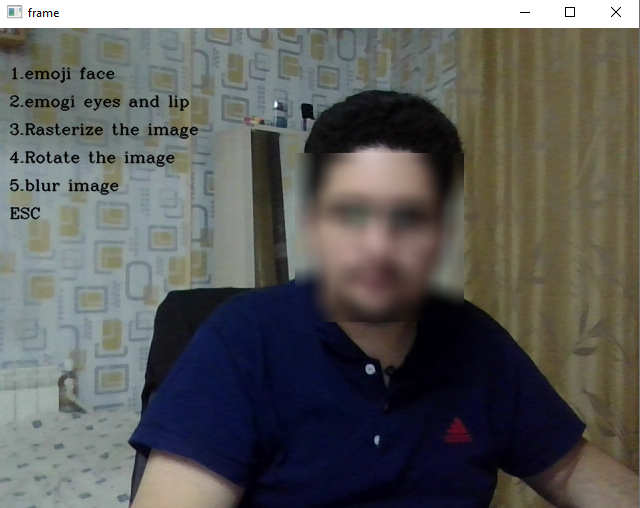 frame
1.emoji face
2.emogi eyes and lip
3.Rasterize the image
4.Rotate the image
5.blur image
ESC